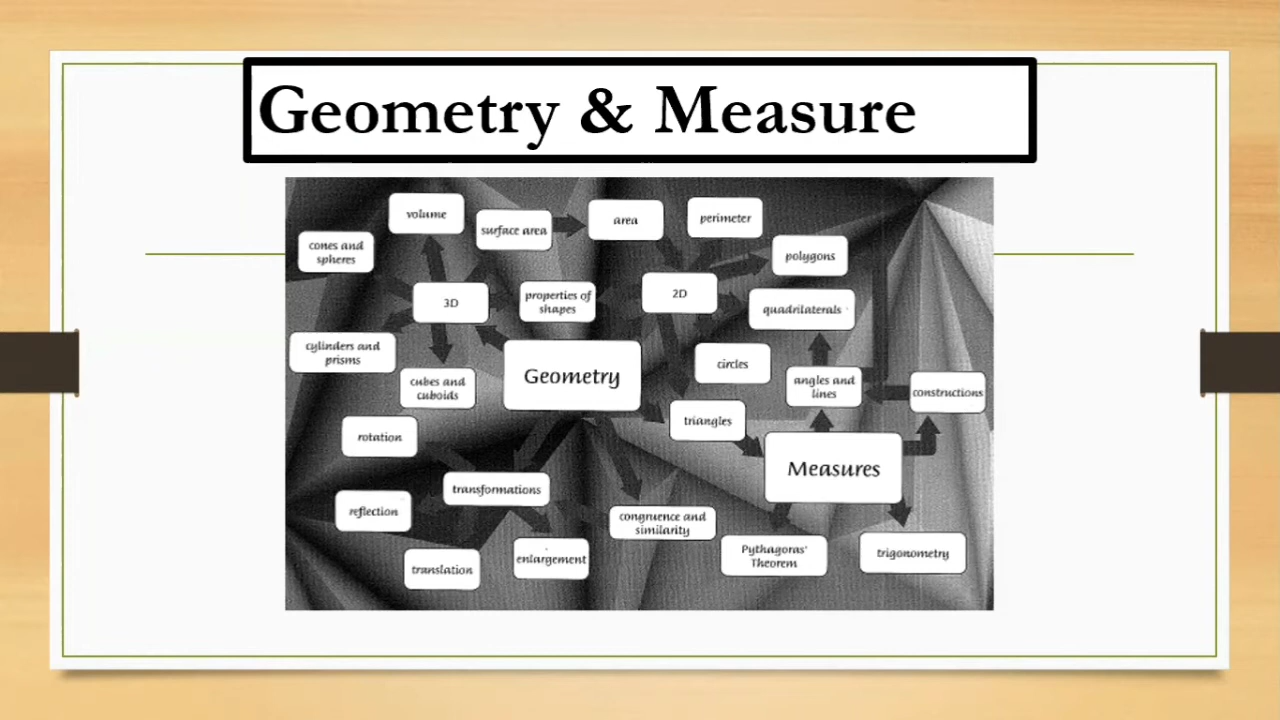 Geometry & Measure
volume
surface area
area
perimeter
cones and
spheres
polygons
3D
properties of
shapes
2D
quadrilaterals
cylinders and
prisms
Geometry
circles
cubes and
cuboids
angles and
lines
constructions
rotation
triangles
Measures
transformations
reflection
congruence and
similarity
translation
enlargement
Pythagoras'
Theorem
trigonometry